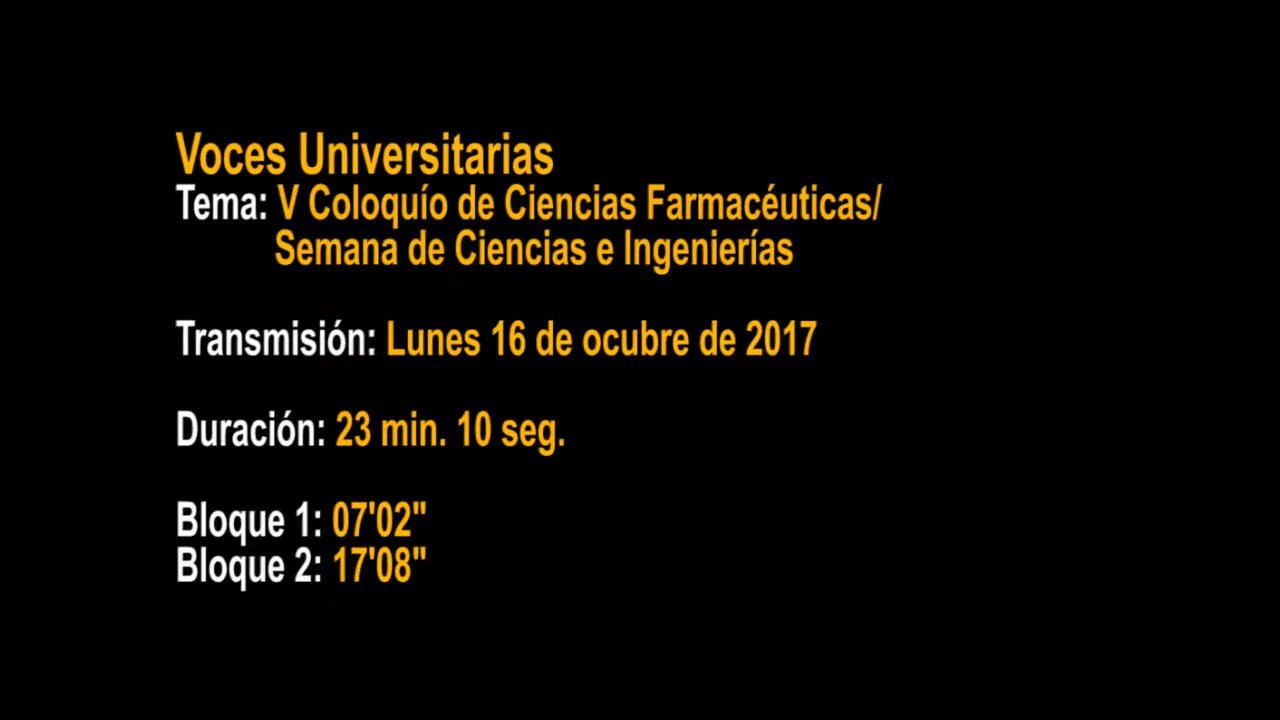 Voces Universitarias
Tema: V Coloquío de Ciencias Farmacéuticas/
Semana de Ciencias e Ingenierías
Transmisión: Lunes 16 de ocubre de 2017
Duración: 23 min. 10 seg.
Bloque 1: 07'02"
Bloque 2: 17'08"